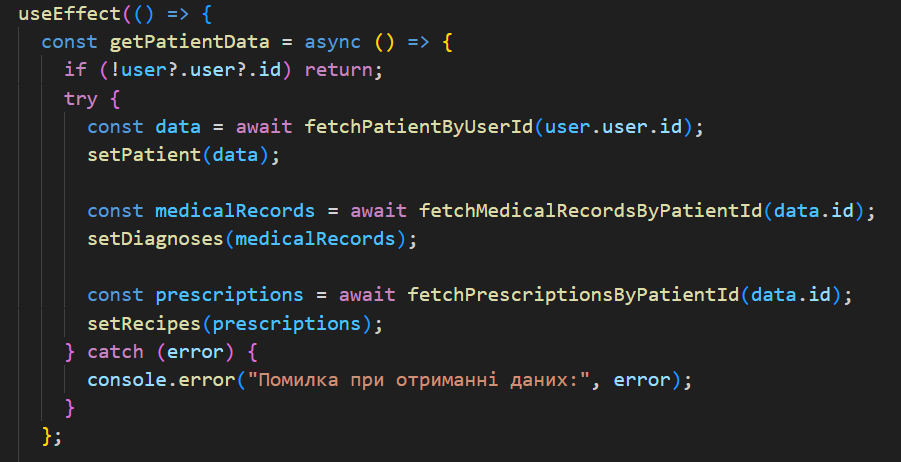 useEffect(() => {
const getPatientData = async () => {
if (!user?.user?.id) return;
try {
const data = await fetchPatientByUserId(user.user.id);
setPatient(data);
const medicalRecords = await fetchMedicalRecordsByPatientId(data.id);
setDiagnoses(medicalRecords);
const prescriptions = await fetchPrescriptionsByPatientId(data.id);
setRecipes(prescriptions);
} catch (error) {
console.error("Помилка при отриманні даних:", error);
}
};